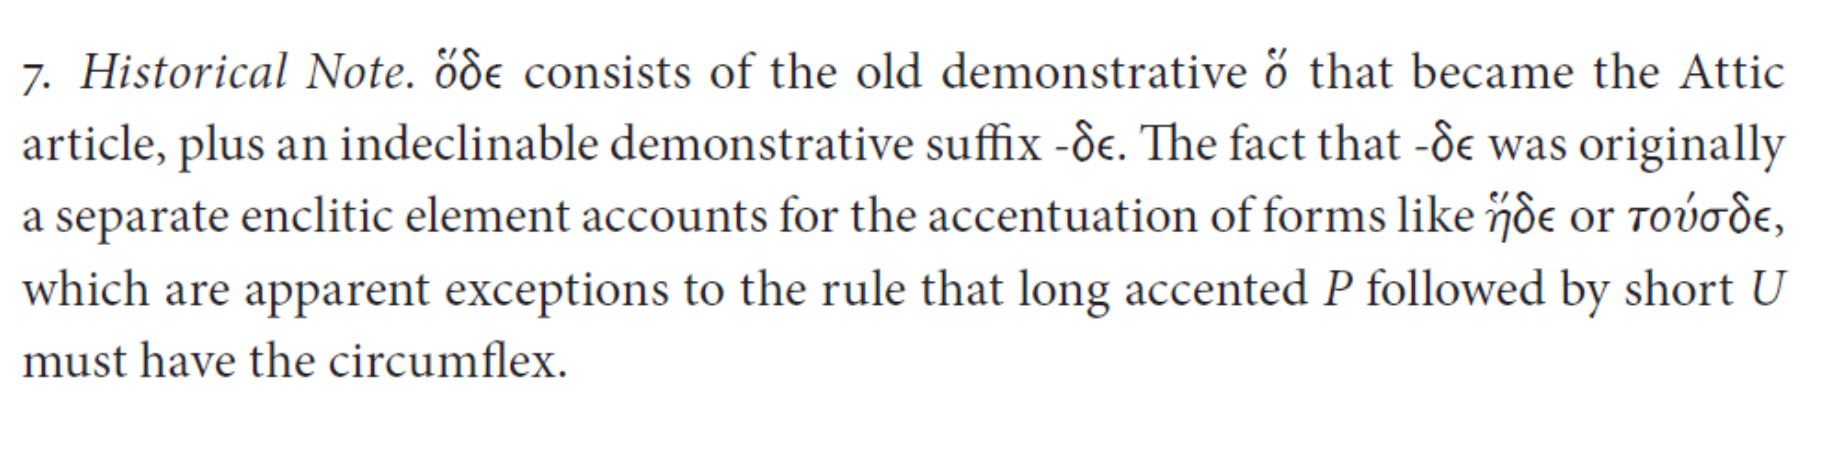 7. Historical Note. ὅδε consists of the old demonstrative ὅ that became the Attic
article, plus an indeclinable demonstrative suffix -δε. The fact that -δε was originally
a separate enclitic element accounts for the accentuation of forms like ἥδε or τούσδε,
which are apparent exceptions to the rule that long accented P followed by short U
must have the circumflex.